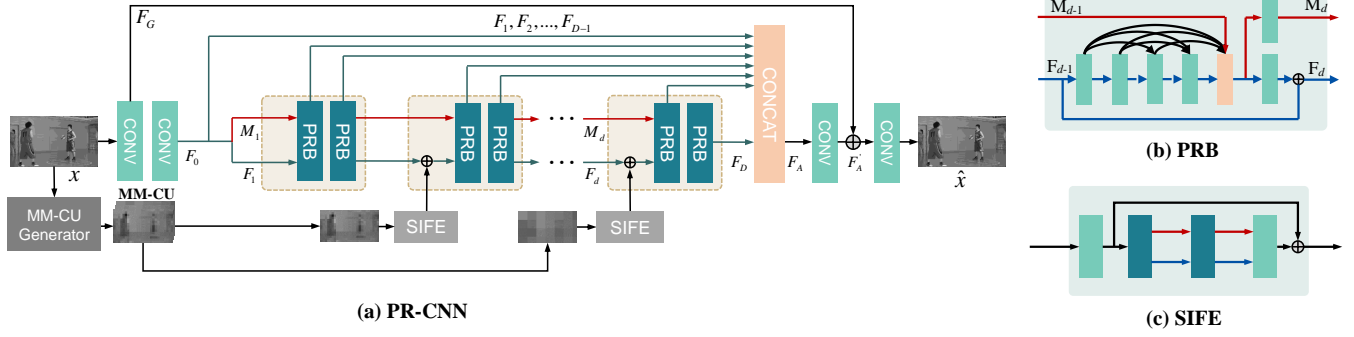 F_G
F_1, F_2, ..., F_{D-1}
CONV
CONV
x
F_0
M_1
F_1
PRB
PRB
PRB
PRB
M_d
F_d
PRB
PRB
F_D
CONCAT
F_A
CONV
F_A^'
CONV
x̂
MM-CU
Generator
MM-CU
SIFE
SIFE
(a) PR-CNN
M_{d-1}
M_d
F_{d-1}
F_d
(b) PRB
(c) SIFE